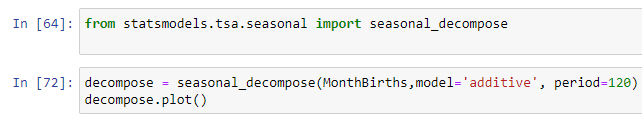 In [64]: from statsmodels.tsa.seasonal import seasonal_decompose
In [72]: decompose = seasonal_decompose(MonthBirths,model='additive', period=120)
decompose.plot()